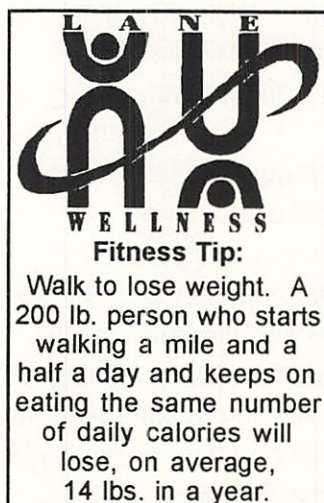 LANE
WELLNESS
Fitness Tip:
Walk to lose weight. A
200 lb. person who starts
walking a mile and a
half a day and keeps on
eating the same number
of daily calories will
lose, on average,
14 lbs. in a year.